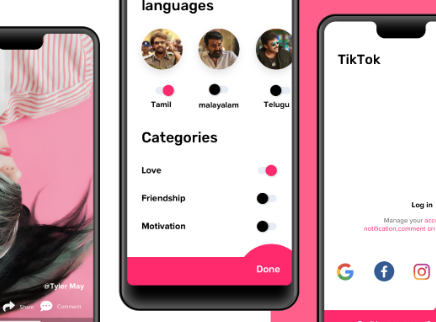 @Tyler May
Share
Comment
languages
Tamil
malayalam
Telugu
Categories
Love
Friendship
Motivation
Done
TikTok
Log in
Manage your
notification,comment on